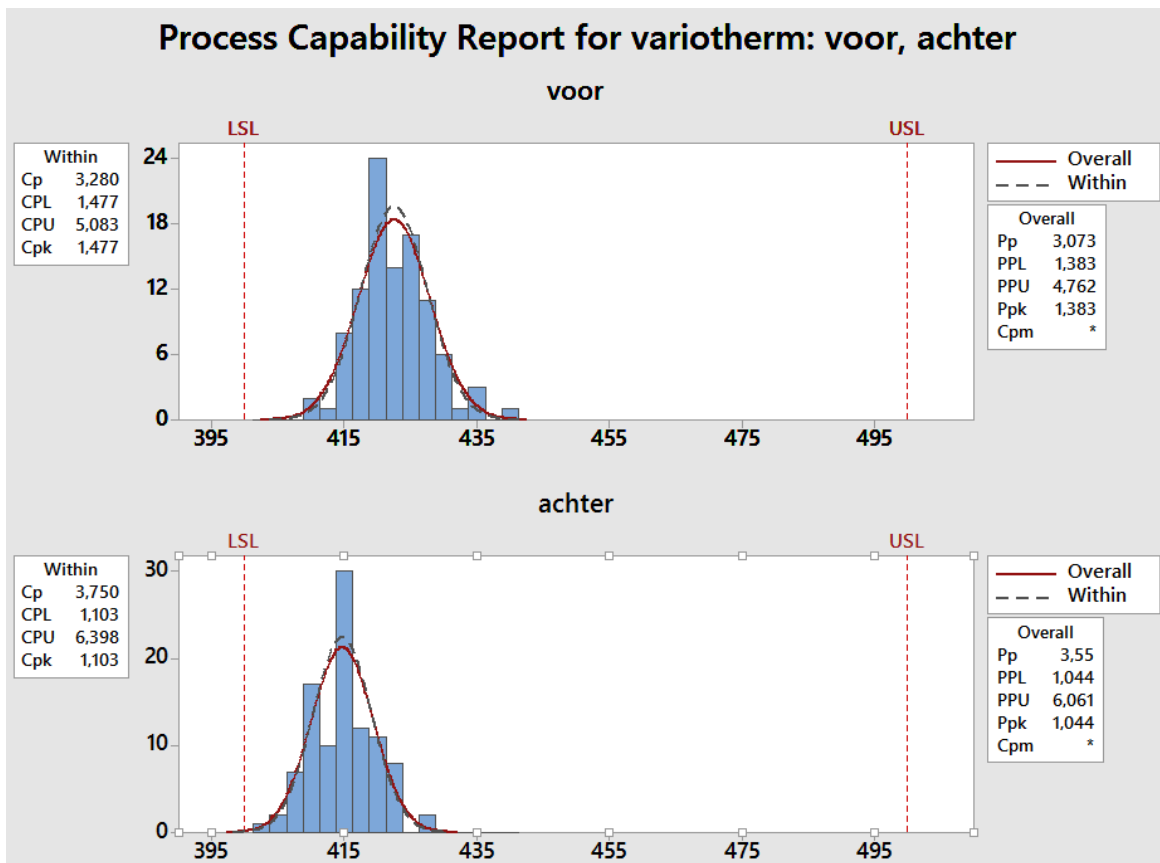 Process Capability Report for variotherm: voor, achter
voor
LSL USL
Within
Cp 3,280
CPL 1,477
CPU 5,083
Cpk 1,477
24
18
12
6
0
395 415 435 455 475 495
Overall
Within
Overall
Pp 3,073
PPL 1,383
PPU 4,762
Ppk 1,383
Cpm *
achter
LSL USL
Within
Cp 3,750
CPL 1,103
CPU 6,398
Cpk 1,103
30
20
10
0
395 415 435 455 475 495
Overall
Within
Overall
Pp 3,55
PPL 1,044
PPU 6,061
Ppk 1,044
Cpm *